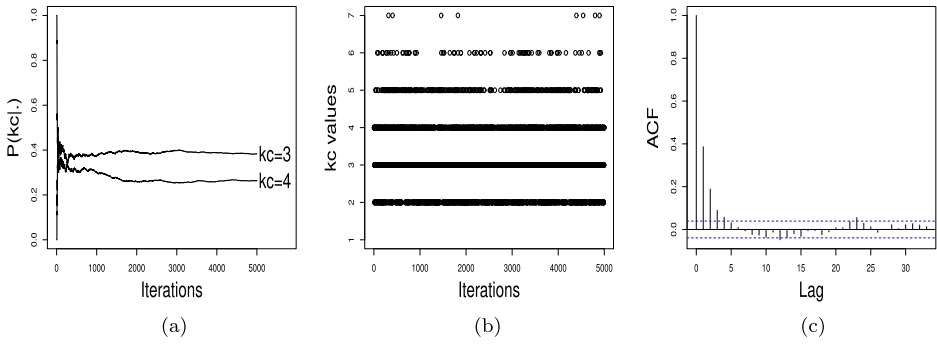 P(kc|.)
0.0 0.2 0.4 0.6 0.8 1.0
kc=3
kc=4
0 1000 2000 3000 4000 5000
Iterations
(a)
kc values
1 2 3 4 5 6 7
0 1000 2000 3000 4000 5000
Iterations
(b)
ACF
0.0 0.2 0.4 0.6 0.8 1.0
0 5 10 15 20 25 30
Lag
(c)